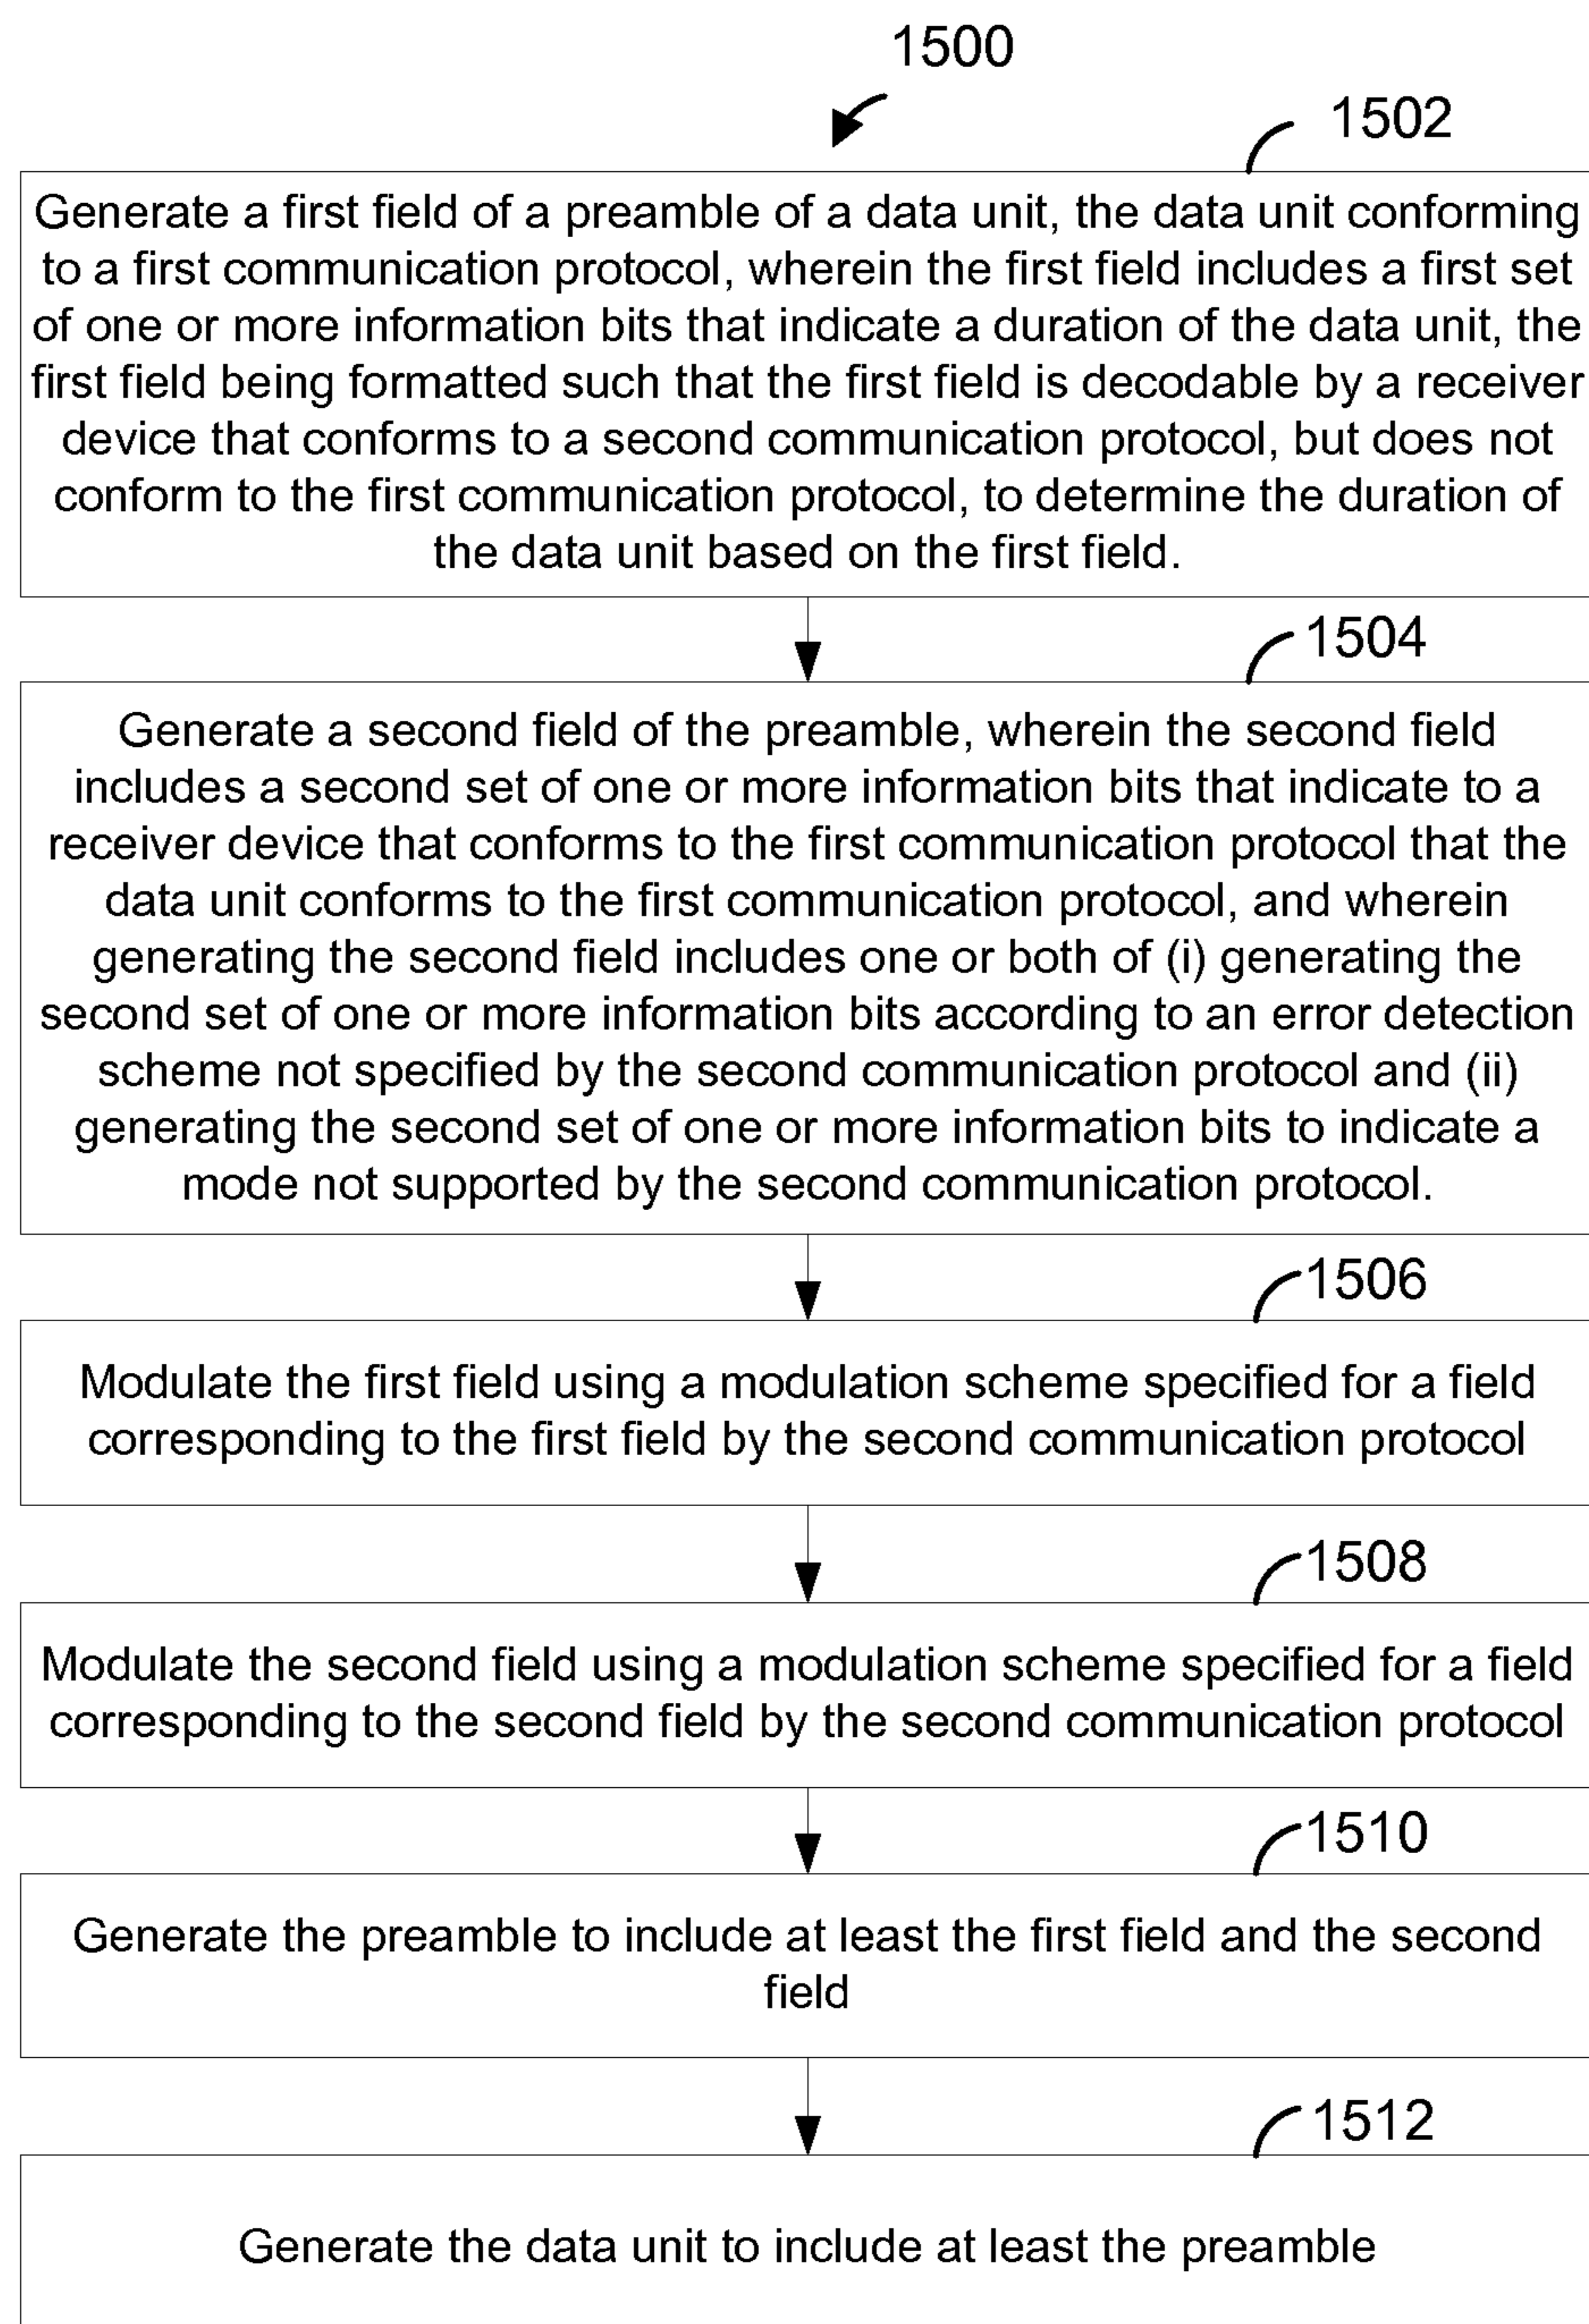 1500
1502
Generate a first field of a preamble of a data unit, the data unit conforming
to a first communication protocol, wherein the first field includes a first set
of one or more information bits that indicate a duration of the data unit, the
first field being formatted such that the first field is decodable by a receiver
device that conforms to a second communication protocol, but does not
conform to the first communication protocol, to determine the duration of
the data unit based on the first field.
1504
Generate a second field of the preamble, wherein the second field
includes a second set of one or more information bits that indicate to a
receiver device that conforms to the first communication protocol that the
data unit conforms to the first communication protocol, and wherein
generating the second field includes one or both of (i) generating the
second set of one or more information bits according to an error detection
scheme not specified by the second communication protocol and (ii)
generating the second set of one or more information bits to indicate a
mode not supported by the second communication protocol.
1506
Modulate the first field using a modulation scheme specified for a field
corresponding to the first field by the second communication protocol
1508
Modulate the second field using a modulation scheme specified for a field
corresponding to the second field by the second communication protocol
1510
Generate the preamble to include at least the first field and the second
field
1512
Generate the data unit to include at least the preamble